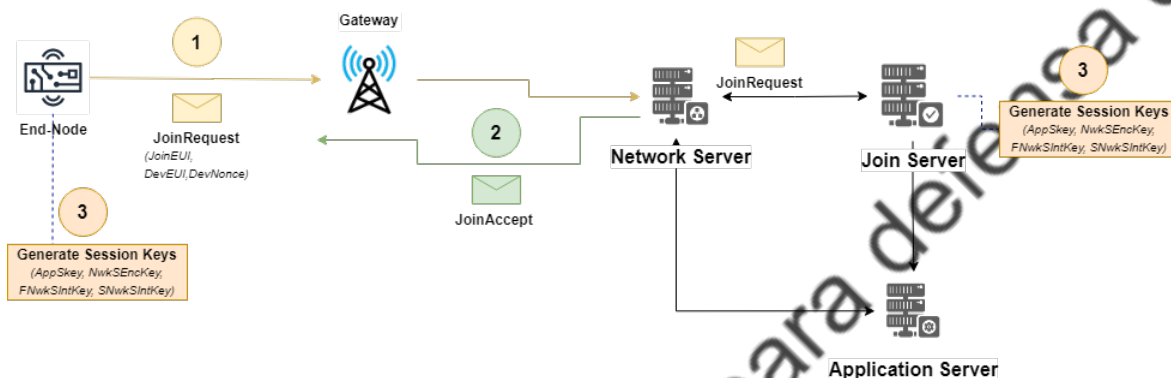 Gateway
1
JoinRequest
(JoinEUI,
DevEUI,DevNonce)
End-Node
3
Generate Session Keys
(AppSkey, NwkSEncKey,
FNwkSIntKey, SNwkSIntKey)
2
JoinAccept
Network Server
JoinRequest
Join Server
3
Generate Session Keys
(AppSkey, NwkSEncKey,
FNwkSIntKey, SNwkSIntKey)
Application Server
para defensa